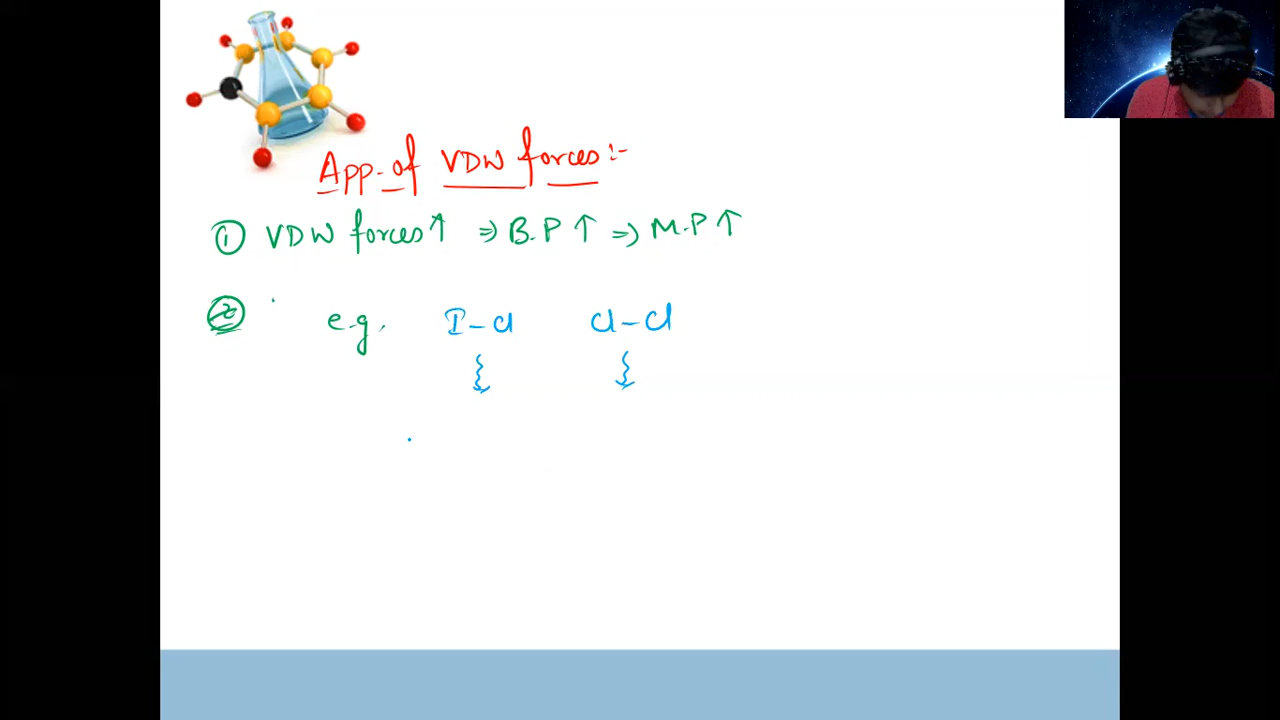 App. of VDW forces :-
① VDW forces ↑ ⇒ B.P ↑ ⇒ M.P ↑
② e.g. I-Cl Cl-Cl